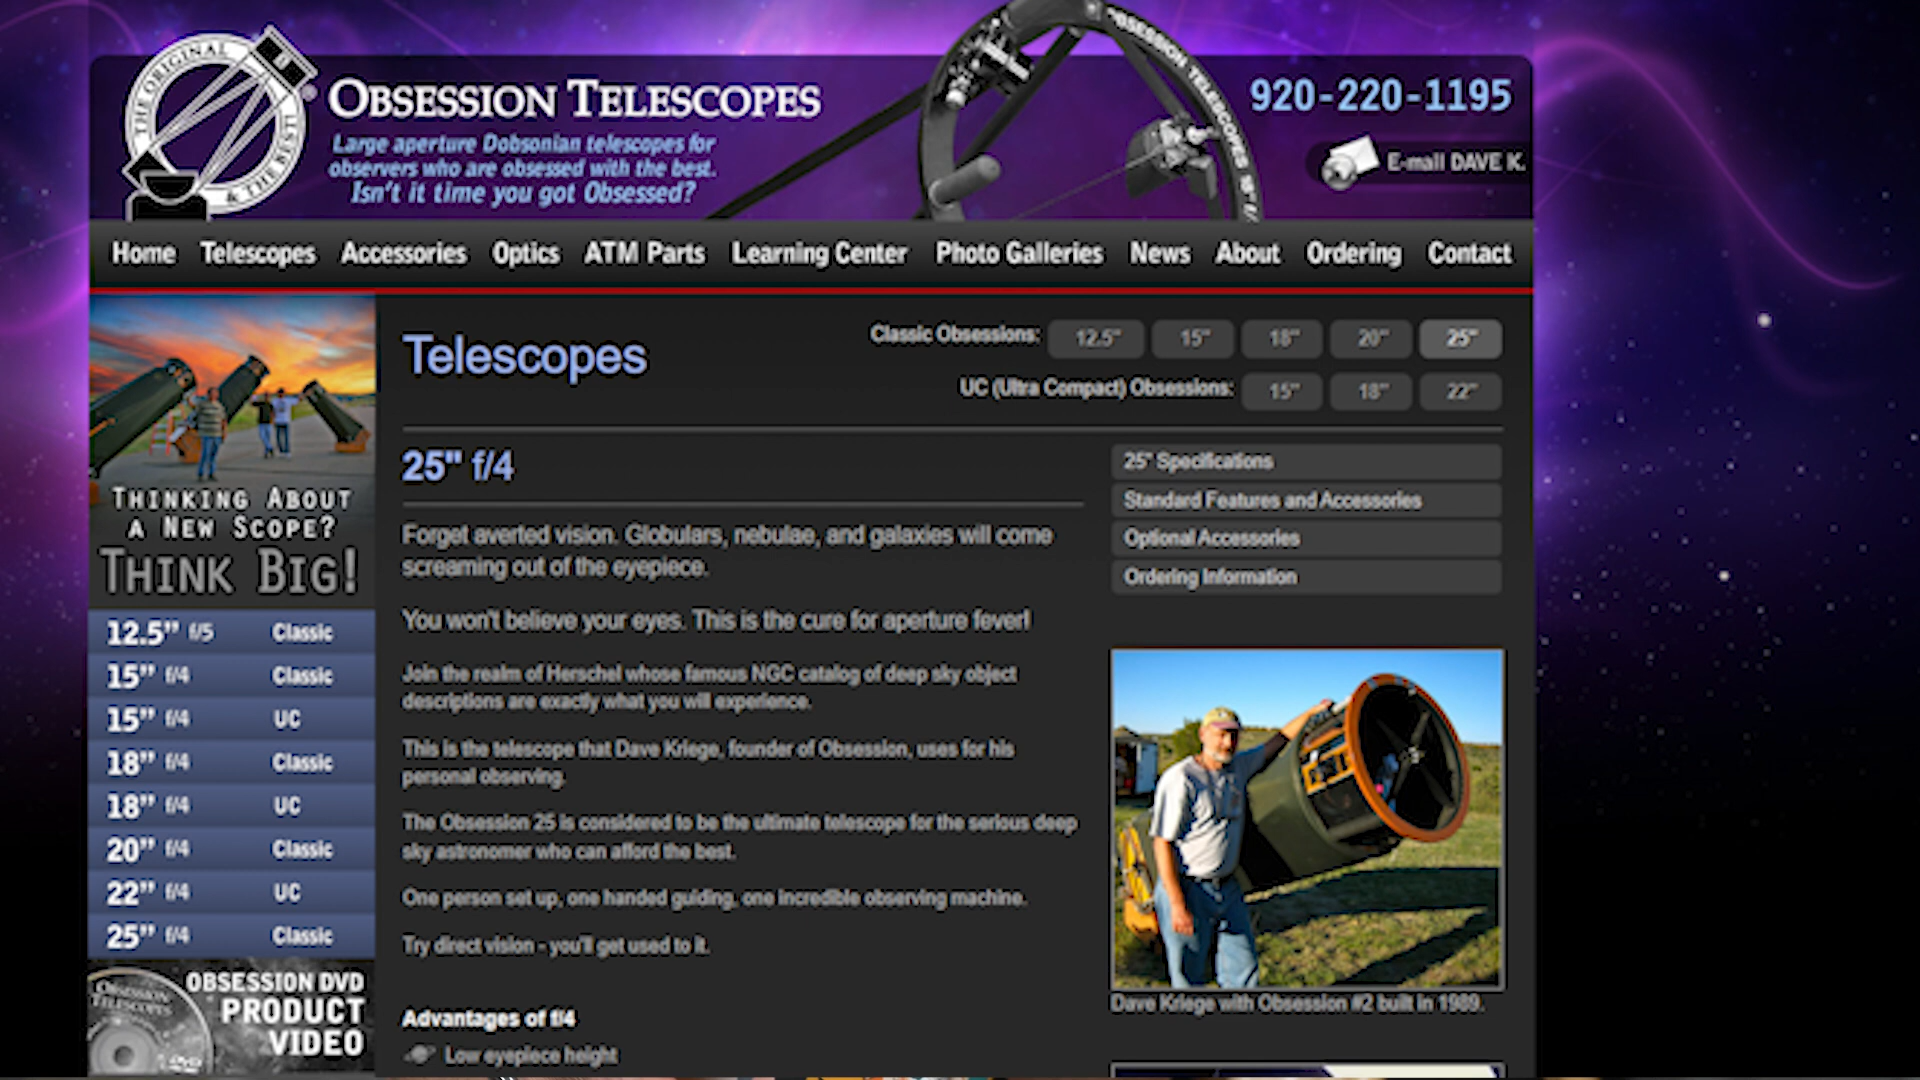 THE ORIGINAL
& THE BEST
OBSESSION TELESCOPES
Large aperture Dobsonian telescopes for
observers who are obsessed with the best.
Isn't it time you got Obsessed?
OBSESSION TELESCOPES 18" f/
920-220-1195
E-mail DAVE K.
Home Telescopes Accessories Optics ATM Parts Learning Center Photo Galleries News About Ordering Contact
THINKING ABOUT
A NEW SCOPE?
THINK BIG!
12.5" f/5 Classic
15" f/4 Classic
15" f/4 UC
18" f/4 Classic
18" f/4 UC
20" f/4 Classic
22" f/4 UC
25" f/4 Classic
OBSESSION TELESCOPES
DVD
OBSESSION DVD
PRODUCT
VIDEO
Telescopes
Classic Obsessions: 12.5" 15" 18" 20" 25"
UC (Ultra Compact) Obsessions: 15" 18" 22"
25" f/4
Forget averted vision. Globulars, nebulae, and galaxies will come
screaming out of the eyepiece.
You won't believe your eyes. This is the cure for aperture fever!
Join the realm of Herschel whose famous NGC catalog of deep sky object
descriptions are exactly what you will experience.
This is the telescope that Dave Kriege, founder of Obsession, uses for his
personal observing.
The Obsession 25 is considered to be the ultimate telescope for the serious deep
sky astronomer who can afford the best.
One person set up, one handed guiding, one incredible observing machine.
Try direct vision - you'll get used to it.
Advantages of f/4
Low eyepiece height
25" Specifications
Standard Features and Accessories
Optional Accessories
Ordering Information
Dave Kriege with Obsession #2 built in 1989.